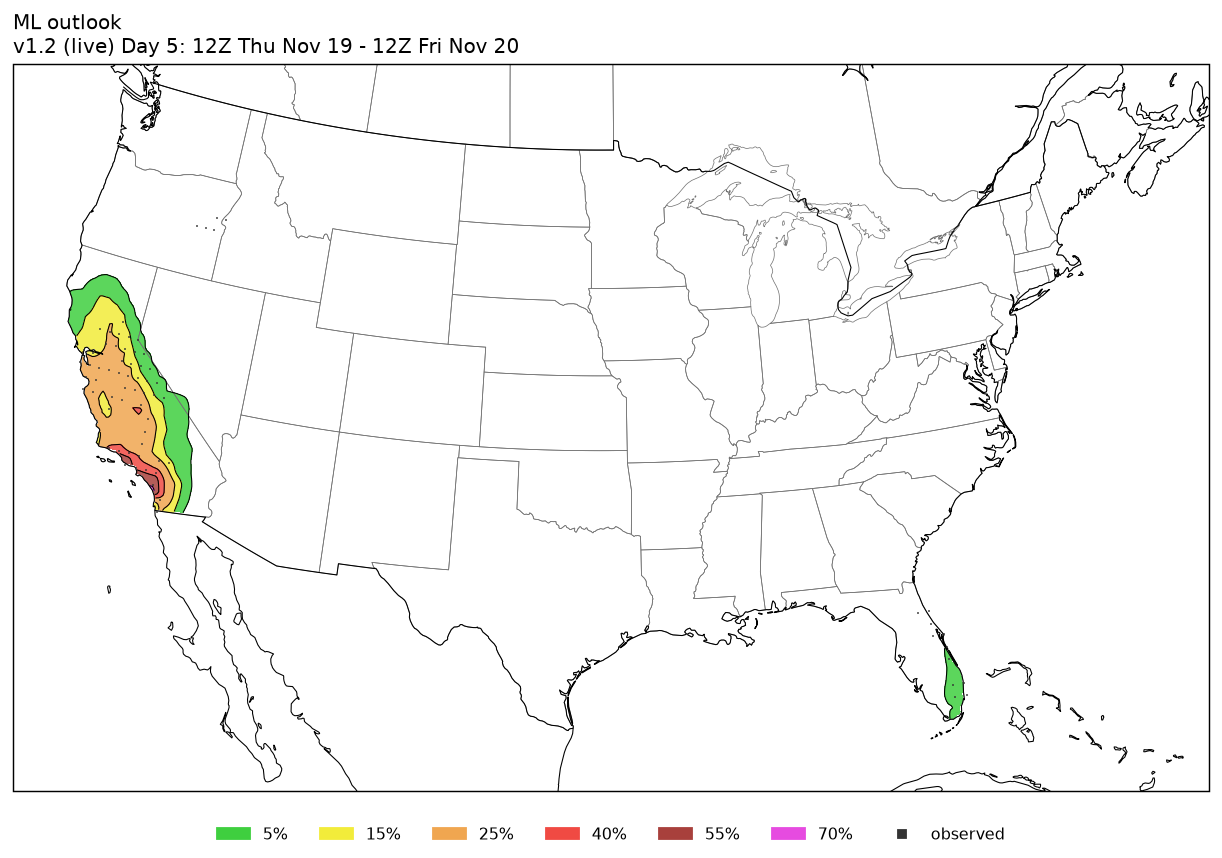 ML outlook
v1.2 (live) Day 5: 12Z Thu Nov 19 - 12Z Fri Nov 20
5% 15% 25% 40% 55% 70% observed